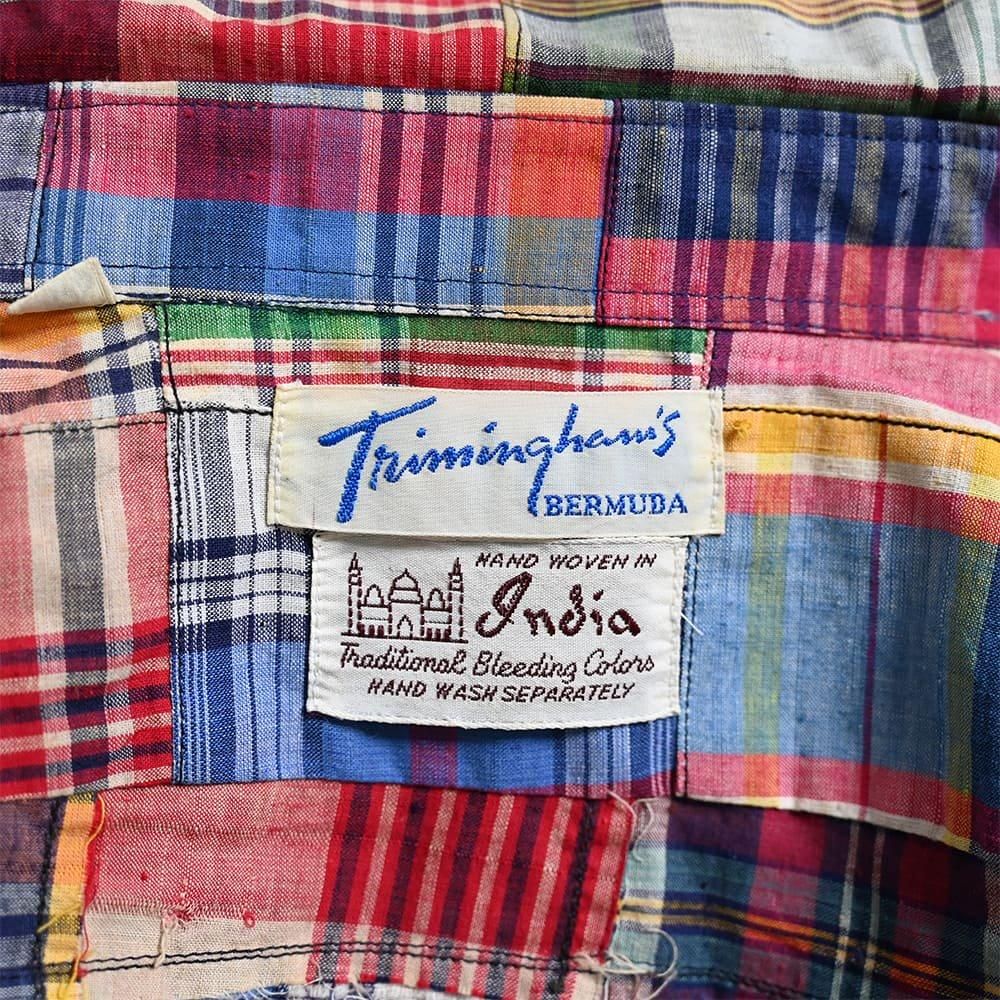 Trimingham's
BERMUDA
HAND WOVEN IN
India
Traditional Bleeding Colors
HAND WASH SEPARATELY